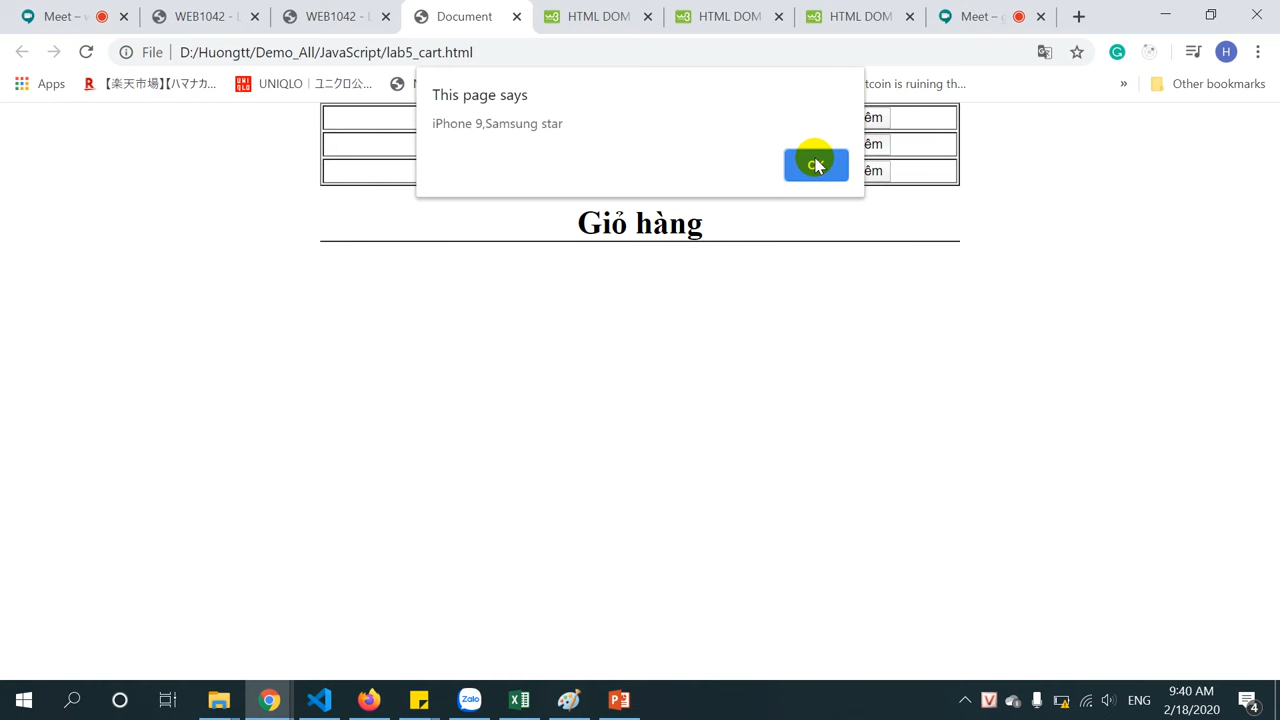 Meet – WEB1042 - L WEB1042 - L Document HTML DOM HTML DOM HTML DOM Meet –
File D:/Huongtt/Demo_All/JavaScript/lab5_cart.html H
Apps 【楽天市場】【ハマナカ... UNIQLO｜ユニクロ公... tcoin is ruining th... » Other bookmarks
This page says
iPhone 9,Samsung star
êm
êm
êm
Giỏ hàng
Zalo ENG 9:40 AM
2/18/2020 4